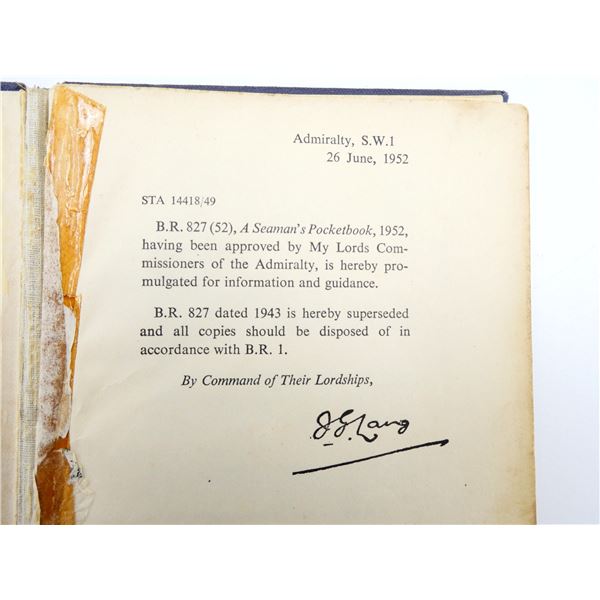 Admiralty, S.W.1
26 June, 1952
STA 14418/49
B.R. 827 (52), A Seaman's Pocketbook, 1952,
having been approved by My Lords Com-
missioners of the Admiralty, is hereby pro-
mulgated for information and guidance.
B.R. 827 dated 1943 is hereby superseded
and all copies should be disposed of in
accordance with B.R. 1.
By Command of Their Lordships,
J.G. Lang